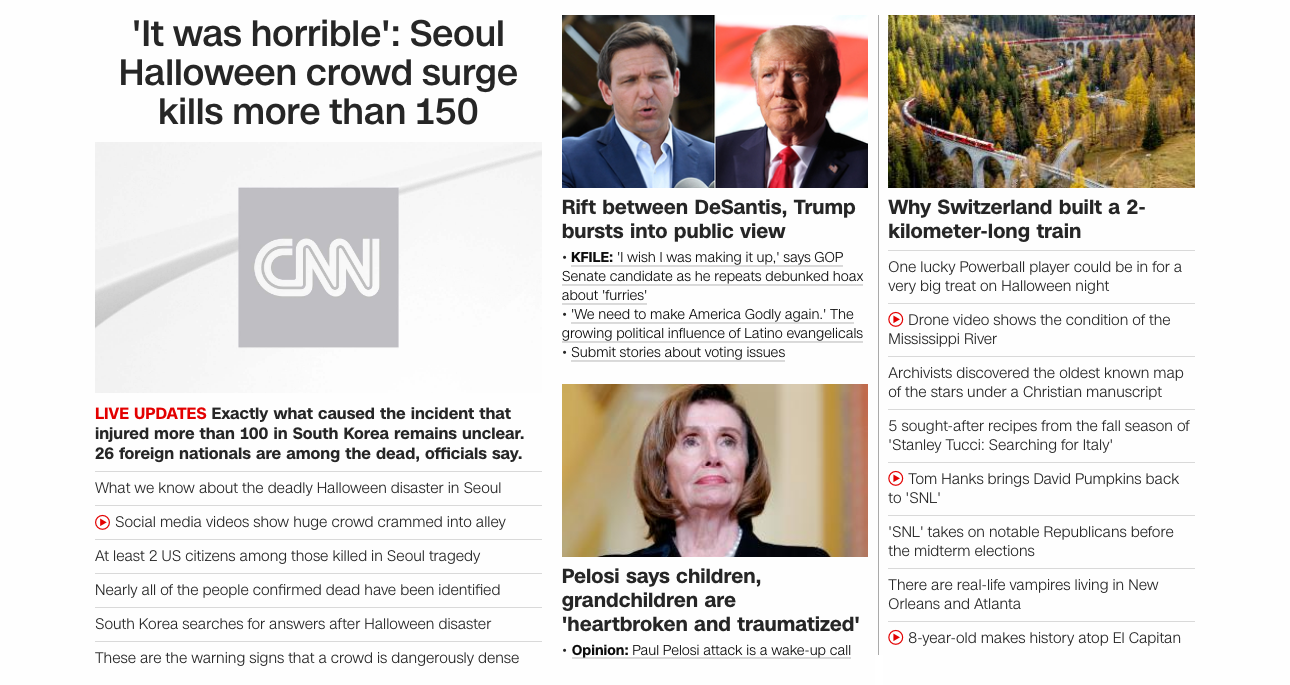 'It was horrible': Seoul
Halloween crowd surge
kills more than 150
CNN
LIVE UPDATES Exactly what caused the incident that
injured more than 100 in South Korea remains unclear.
26 foreign nationals are among the dead, officials say.
What we know about the deadly Halloween disaster in Seoul
Social media videos show huge crowd crammed into alley
At least 2 US citizens among those killed in Seoul tragedy
Nearly all of the people confirmed dead have been identified
South Korea searches for answers after Halloween disaster
These are the warning signs that a crowd is dangerously dense
Rift between DeSantis, Trump
bursts into public view
• KFILE: 'I wish I was making it up,' says GOP
Senate candidate as he repeats debunked hoax
about 'furries'
• 'We need to make America Godly again.' The
growing political influence of Latino evangelicals
• Submit stories about voting issues
Pelosi says children,
grandchildren are
'heartbroken and traumatized'
• Opinion: Paul Pelosi attack is a wake-up call
Why Switzerland built a 2-
kilometer-long train
One lucky Powerball player could be in for a
very big treat on Halloween night
Drone video shows the condition of the
Mississippi River
Archivists discovered the oldest known map
of the stars under a Christian manuscript
5 sought-after recipes from the fall season of
'Stanley Tucci: Searching for Italy'
Tom Hanks brings David Pumpkins back
to 'SNL'
'SNL' takes on notable Republicans before
the midterm elections
There are real-life vampires living in New
Orleans and Atlanta
8-year-old makes history atop El Capitan